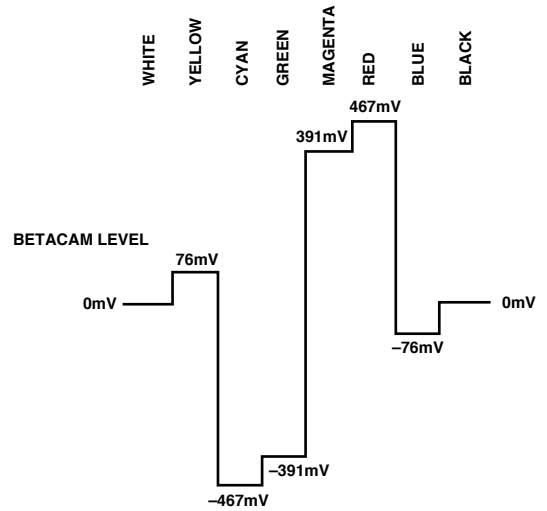 WHITE
YELLOW
CYAN
GREEN
MAGENTA
RED
BLUE
BLACK
467mV
391mV
BETACAM LEVEL
76mV
0mV
0mV
–76mV
–391mV
–467mV